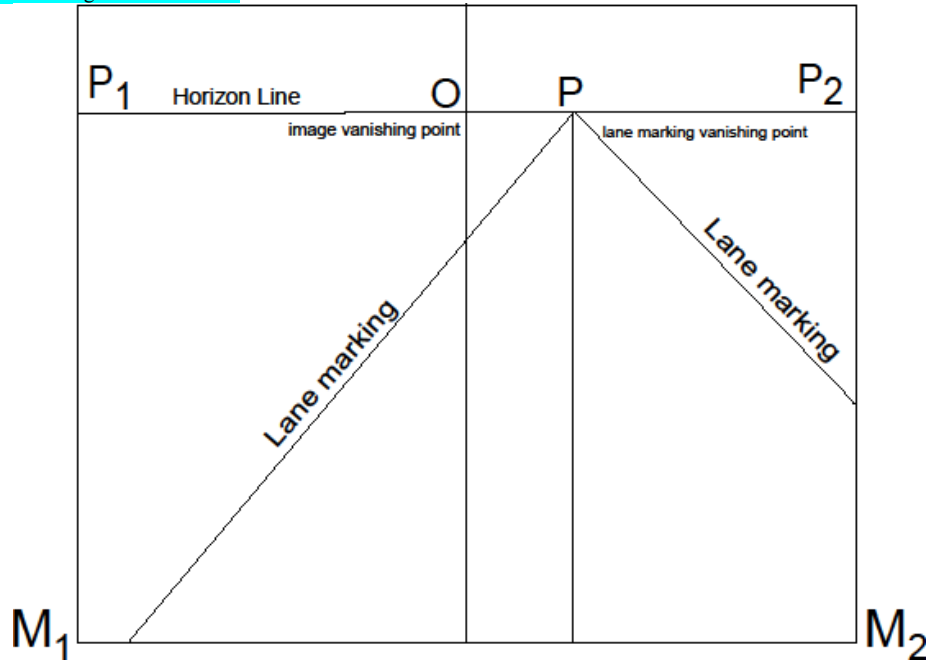 P1
Horizon Line
O
P
P2
image vanishing point
lane marking vanishing point
Lane marking
Lane marking
M1
M2